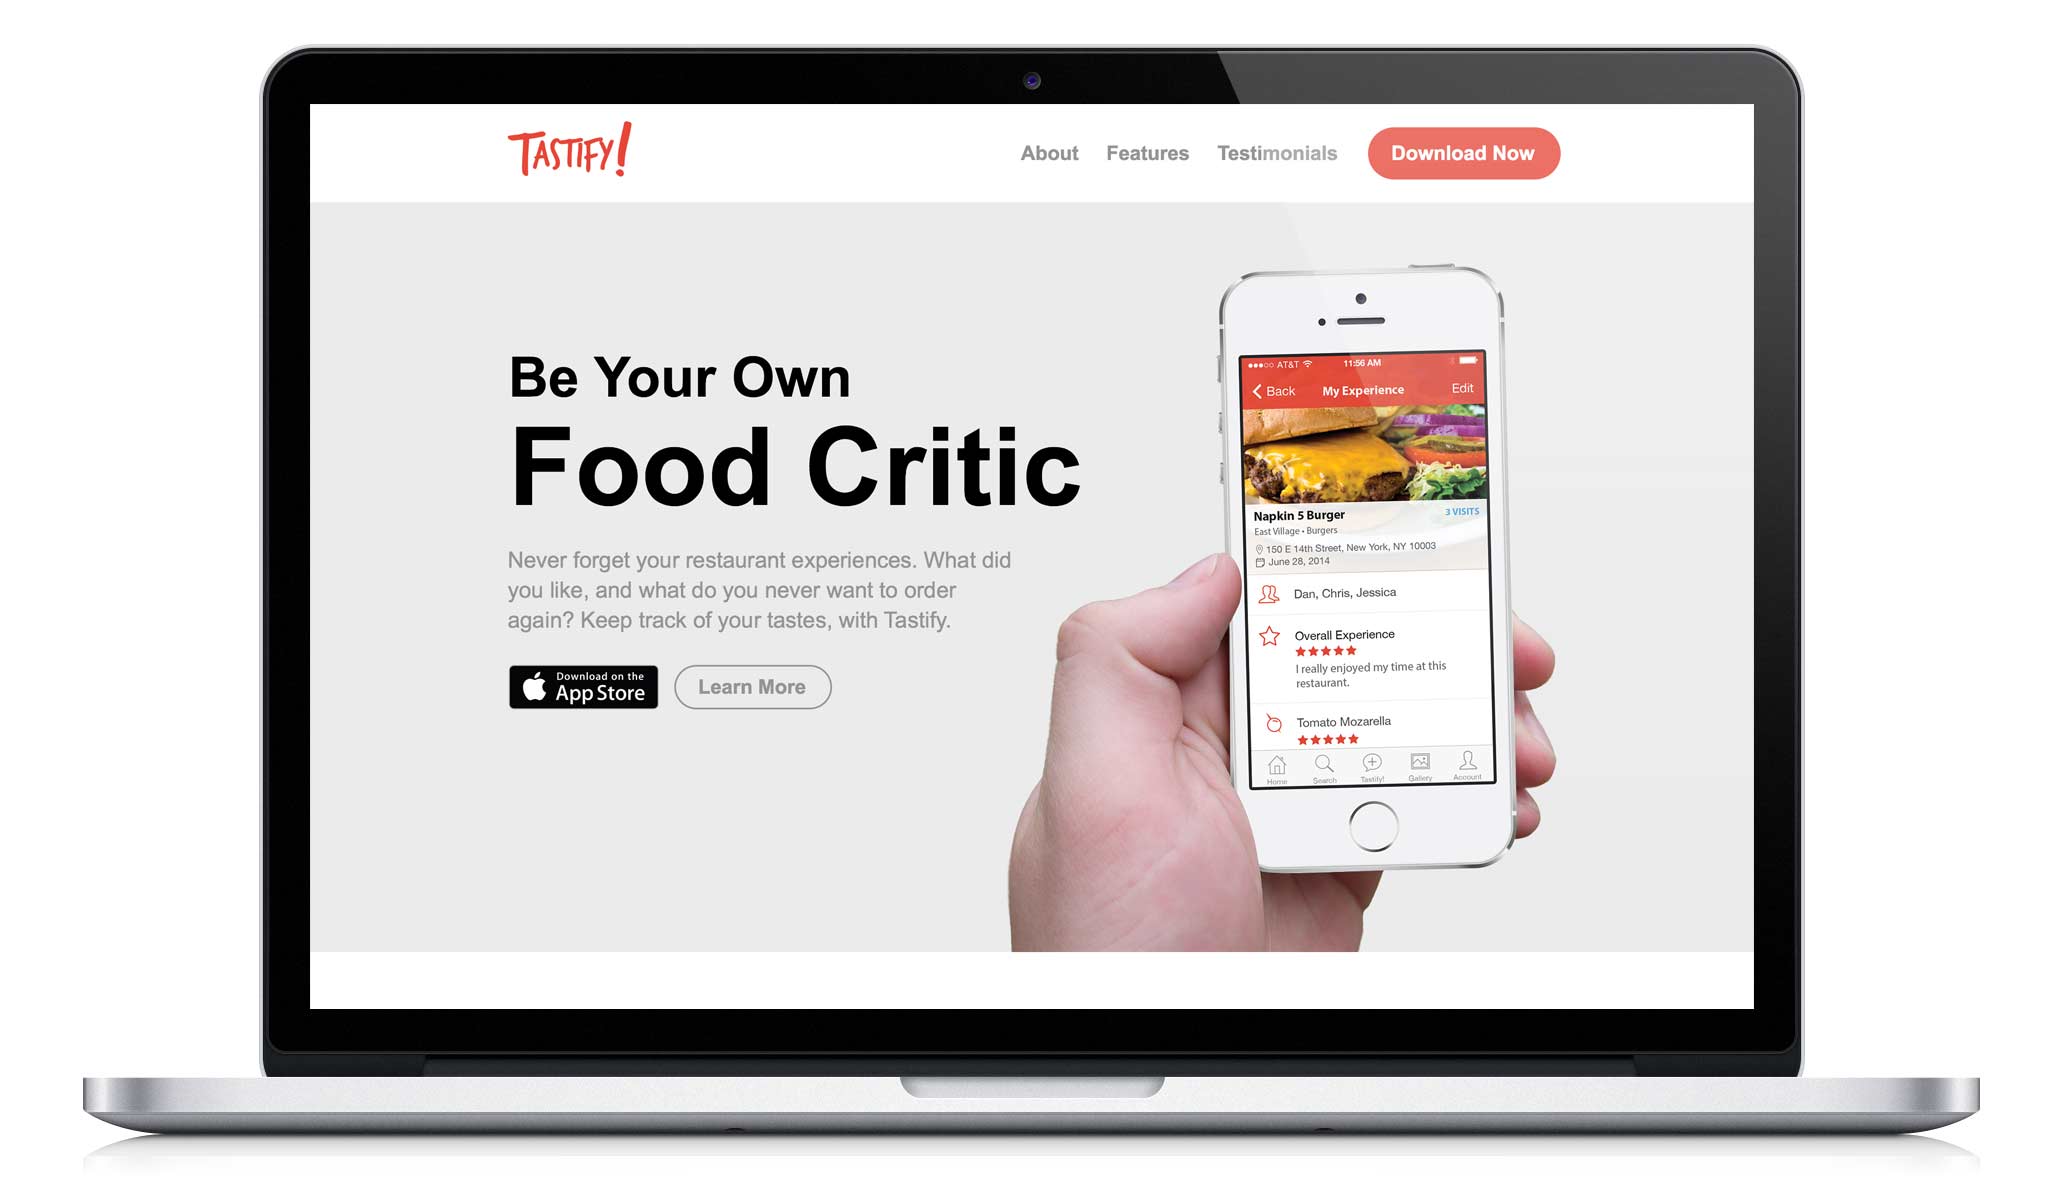 TASTIFY!
About Features Testimonials Download Now
Be Your Own
Food Critic
Never forget your restaurant experiences. What did
you like, and what do you never want to order
again? Keep track of your tastes, with Tastify.
Download on the
App Store
Learn More
AT&T 11:56 AM
Back My Experience Edit
Napkin 5 Burger 3 VISITS
East Village • Burgers
150 E 14th Street, New York, NY 10003
June 28, 2014
Dan, Chris, Jessica
Overall Experience
I really enjoyed my time at this
restaurant.
Tomato Mozarella
Home Search Tastify! Gallery Account